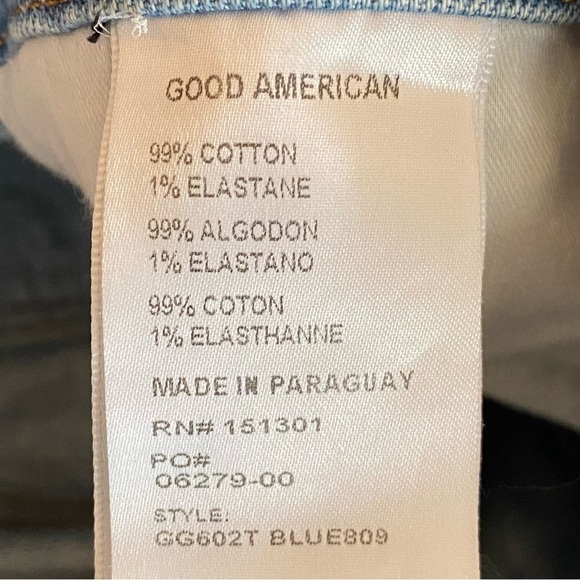 GOOD AMERICAN
99% COTTON
1% ELASTANE
99% ALGODON
1% ELASTANO
99% COTON
1% ELASTHANNE
MADE IN PARAGUAY
RN# 151301
PO#
06279-00
STYLE:
GG602T BLUE809